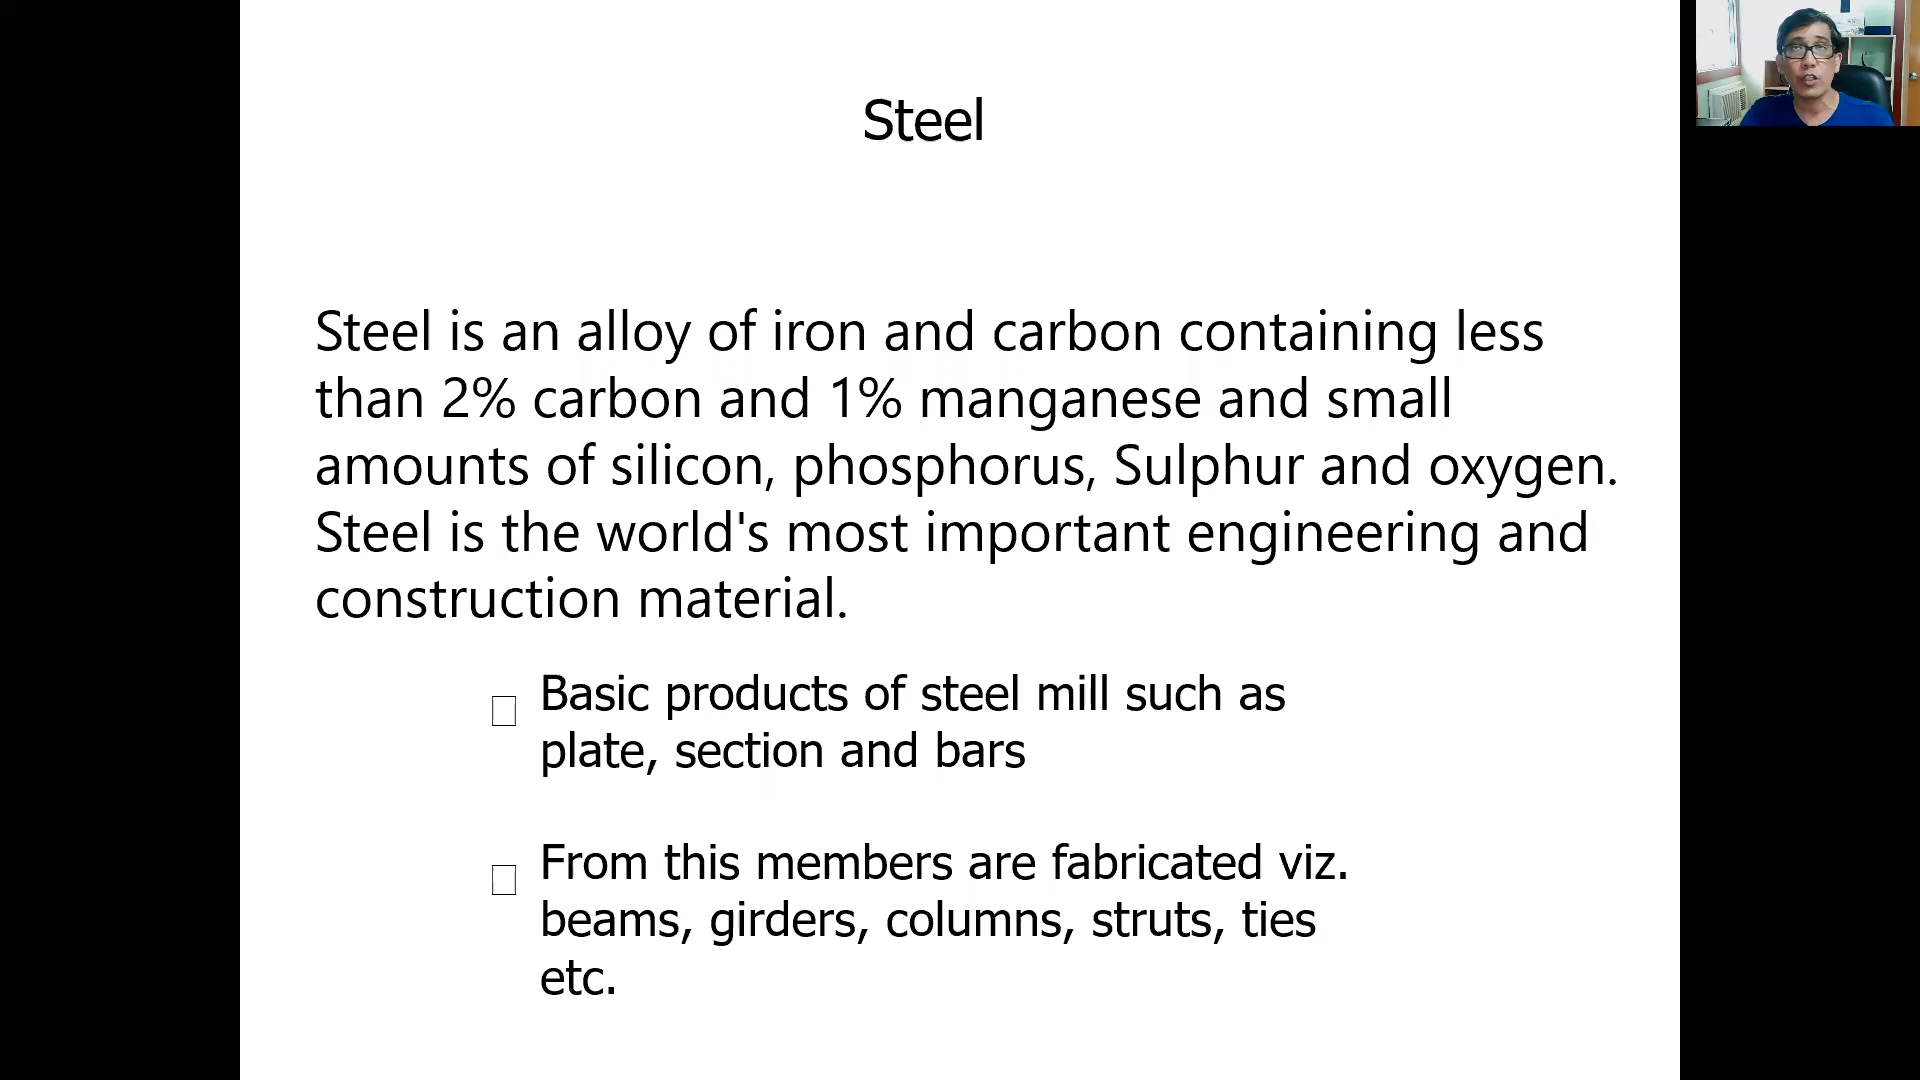 Steel
Steel is an alloy of iron and carbon containing less
than 2% carbon and 1% manganese and small
amounts of silicon, phosphorus, Sulphur and oxygen.
Steel is the world's most important engineering and
construction material.
Basic products of steel mill such as
plate, section and bars
From this members are fabricated viz.
beams, girders, columns, struts, ties
etc.